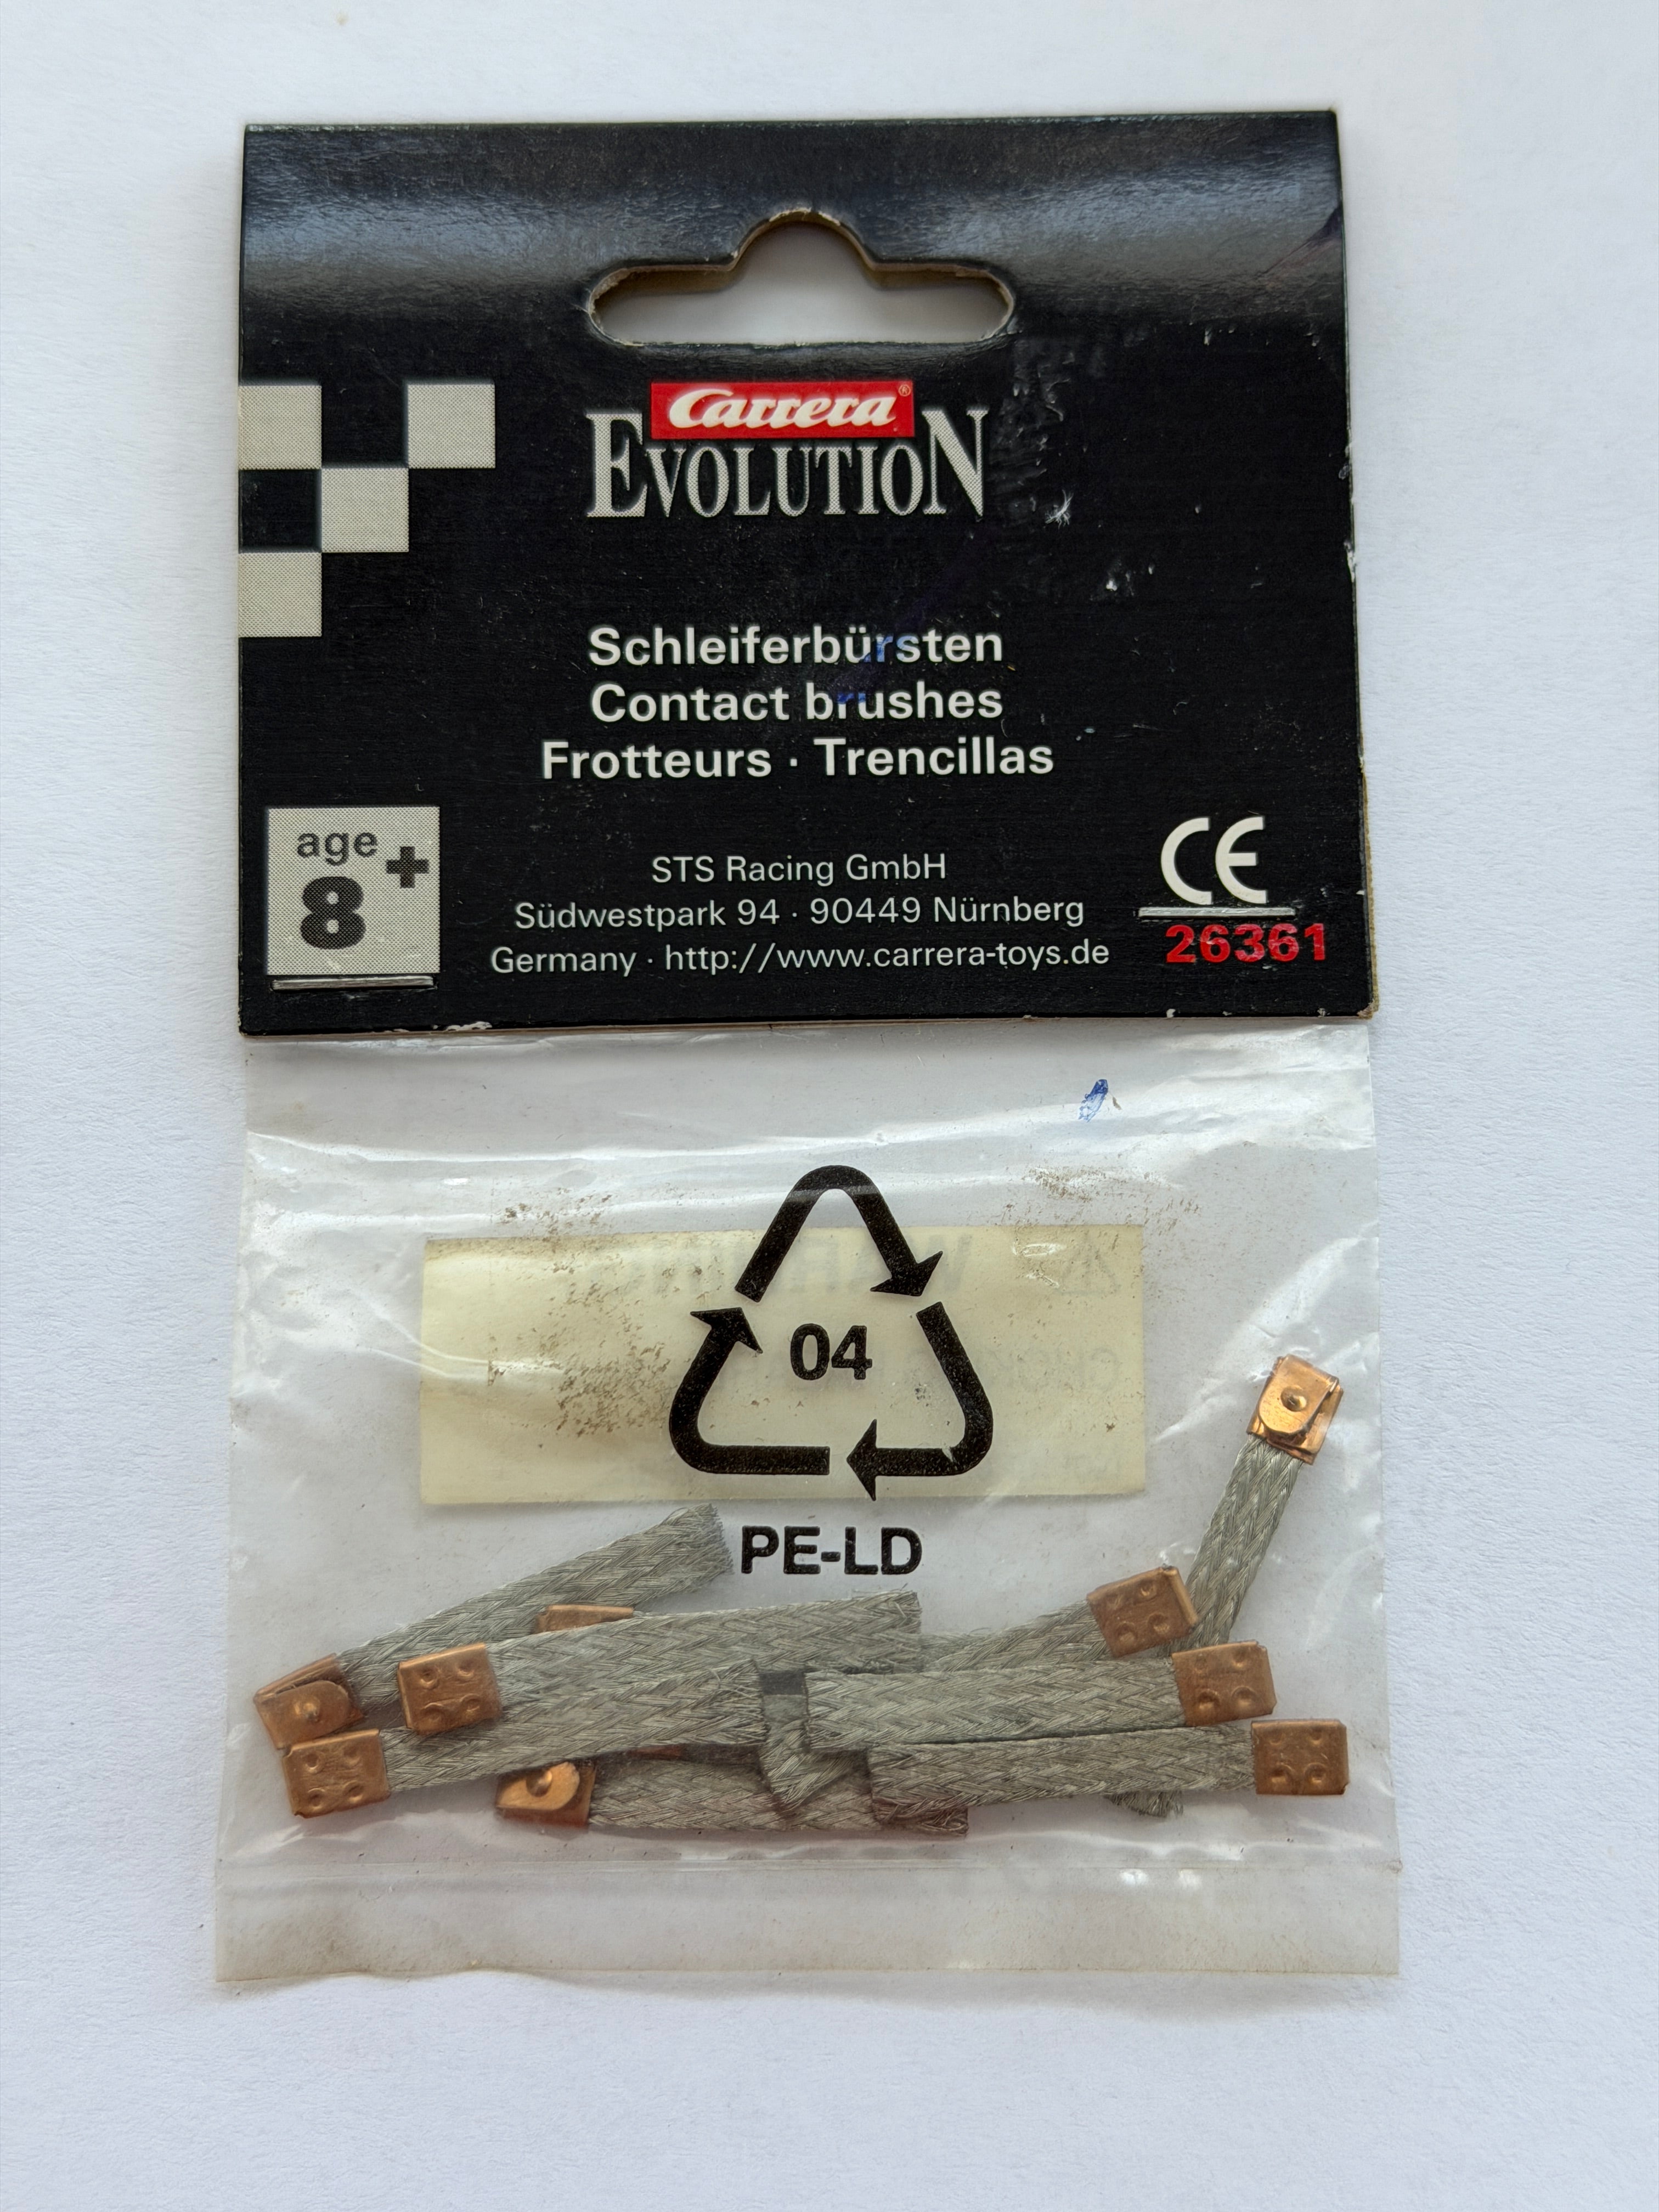 Carrera®
EVOLUTION
Schleiferbürsten
Contact brushes
Frotteurs · Trencillas
age
8+
STS Racing GmbH
Südwestpark 94 · 90449 Nürnberg
Germany · http://www.carrera-toys.de
CE
26361
04
PE-LD